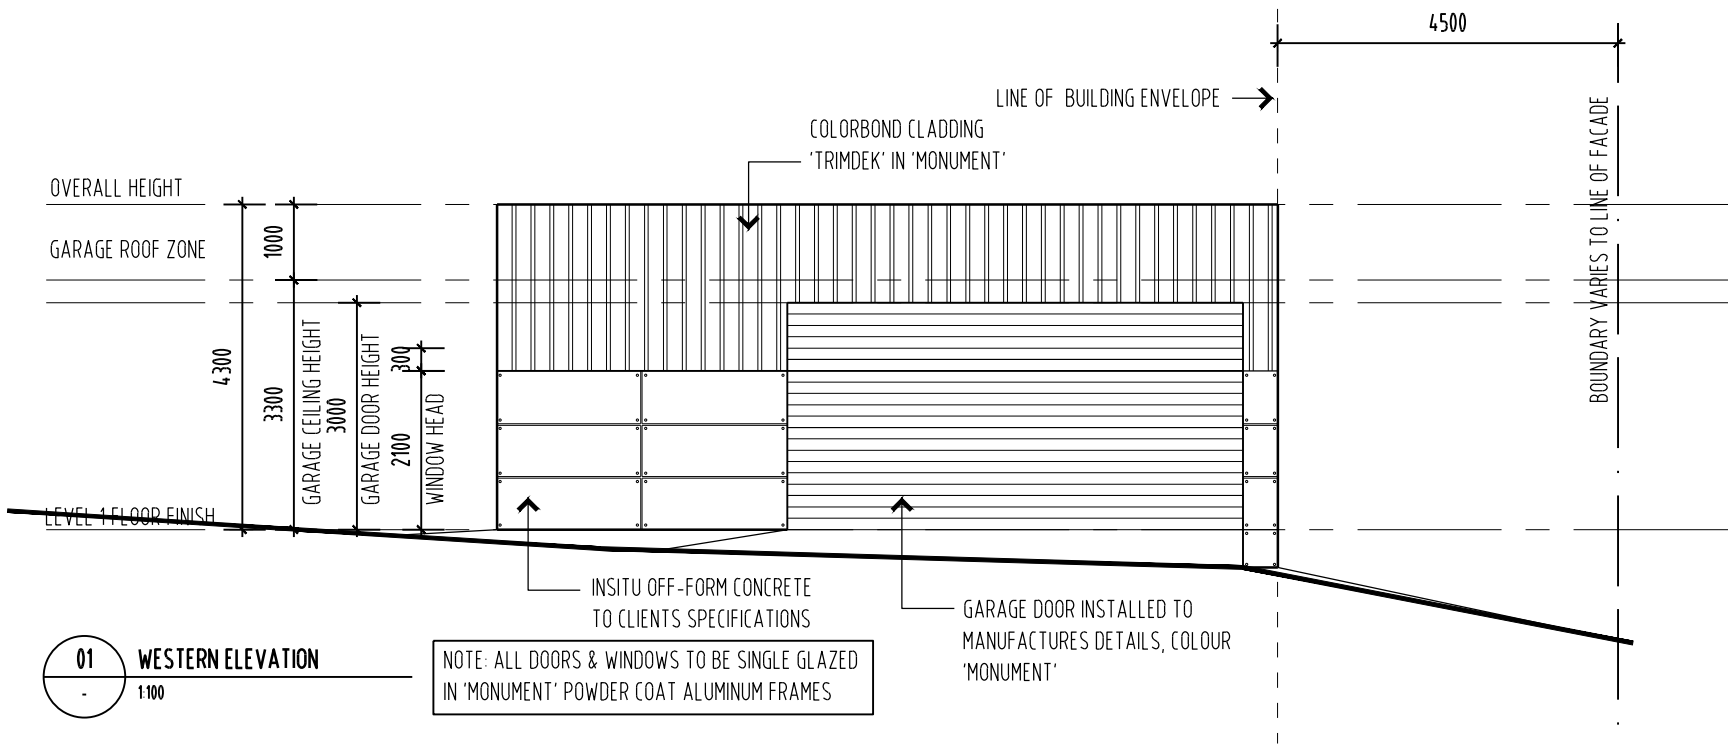 4500
LINE OF BUILDING ENVELOPE
COLORBOND CLADDING
'TRIMDEK' IN 'MONUMENT'
BOUNDARY VARIES TO LINE OF FACADE
OVERALL HEIGHT
GARAGE ROOF ZONE
1000
4300
3300
GARAGE CEILING HEIGHT
3000
GARAGE DOOR HEIGHT
300
2100
WINDOW HEAD
LEVEL 1 FLOOR FINISH
INSITU OFF-FORM CONCRETE
TO CLIENTS SPECIFICATIONS
GARAGE DOOR INSTALLED TO
MANUFACTURES DETAILS, COLOUR
'MONUMENT'
01
-
WESTERN ELEVATION
1:100
NOTE: ALL DOORS & WINDOWS TO BE SINGLE GLAZED
IN 'MONUMENT' POWDER COAT ALUMINUM FRAMES